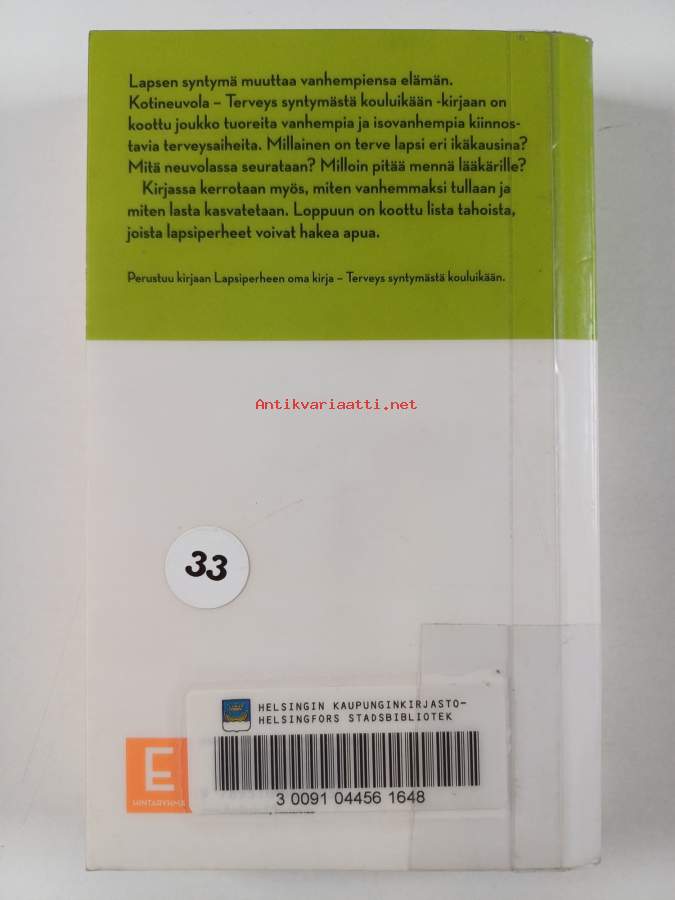 Lapsen syntymä muuttaa vanhempiensa elämän.
Kotineuvola – Terveys syntymästä kouluikään -kirjaan on
koottu joukko tuoreita vanhempia ja isovanhempia kiinnos-
tavia terveysaiheita. Millainen on terve lapsi eri ikäkausina?
Mitä neuvolassa seurataan? Milloin pitää mennä lääkärille?
Kirjassa kerrotaan myös, miten vanhemmaksi tullaan ja
miten lasta kasvatetaan. Loppuun on koottu lista tahoista,
joista lapsiperheet voivat hakea apua.
Perustuu kirjaan Lapsiperheen oma kirja – Terveys syntymästä kouluikään.
Antikvariaatti.net
33
HELSINGIN KAUPUNGINKIRJASTO–
HELSINGFORS STADSBIBLIOTEK
E
HINTARYHMÄ
3 0091 04456 1648